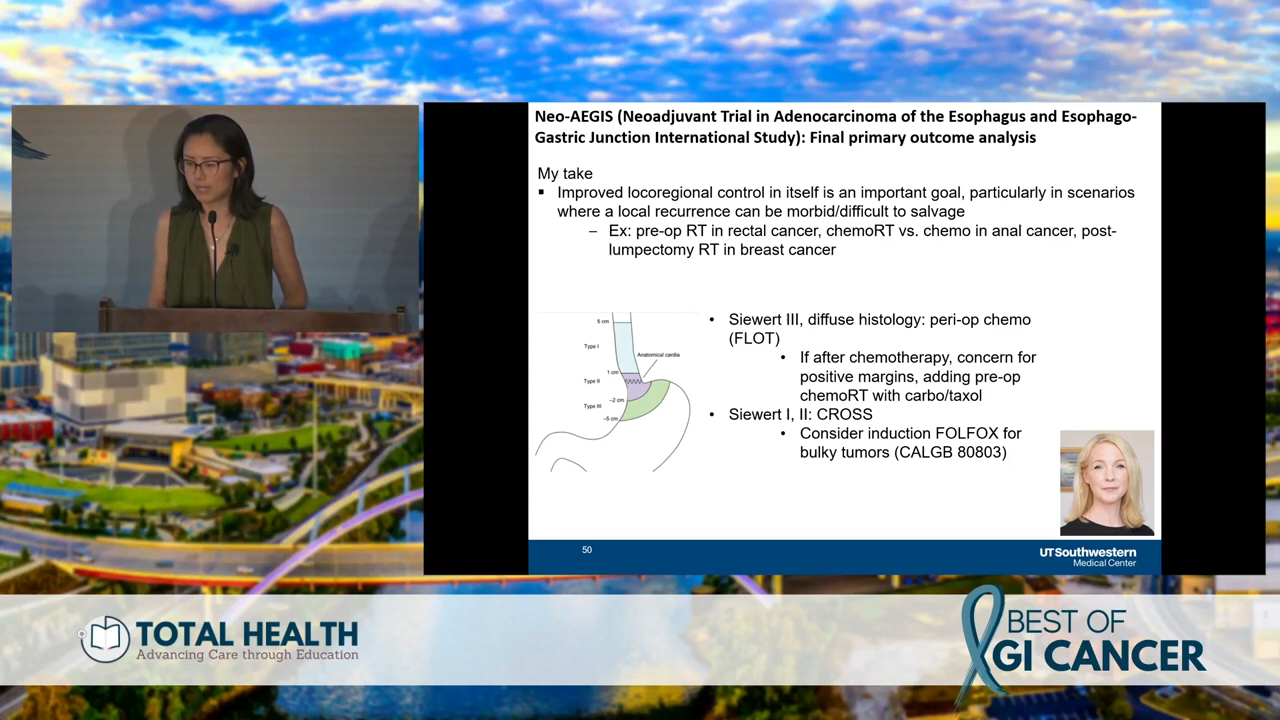 Neo-AEGIS (Neoadjuvant Trial in Adenocarcinoma of the Esophagus and Esophago-
Gastric Junction International Study): Final primary outcome analysis
My take
▪ Improved locoregional control in itself is an important goal, particularly in scenarios
where a local recurrence can be morbid/difficult to salvage
– Ex: pre-op RT in rectal cancer, chemoRT vs. chemo in anal cancer, post-
lumpectomy RT in breast cancer
5 cm
Type I
Anatomical cardia
1 cm
Type II
–2 cm
Type III
–5 cm
• Siewert III, diffuse histology: peri-op chemo
(FLOT)
• If after chemotherapy, concern for
positive margins, adding pre-op
chemoRT with carbo/taxol
• Siewert I, II: CROSS
• Consider induction FOLFOX for
bulky tumors (CALGB 80803)
50
UTSouthwestern
Medical Center
TOTAL HEALTH
Advancing Care through Education
BEST OF
GI CANCER